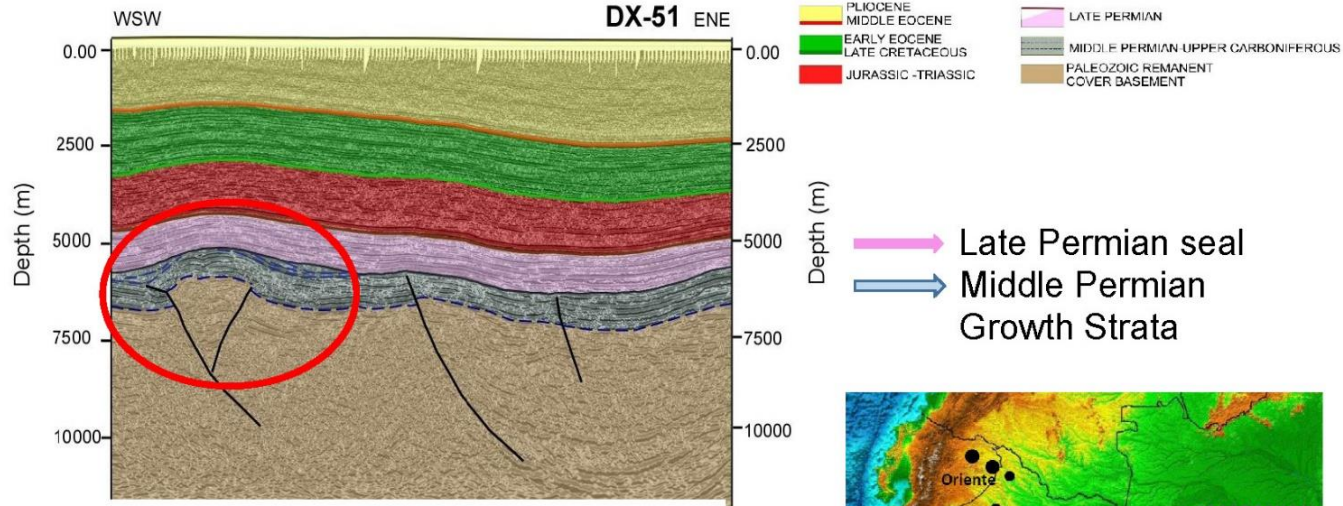 WSW
DX-51 ENE
0.00
2500
5000
7500
10000
Depth (m)
0.00
2500
5000
7500
10000
Depth (m)
PLIOCENE
MIDDLE EOCENE
EARLY EOCENE
LATE CRETACEOUS
JURASSIC -TRIASSIC
LATE PERMIAN
MIDDLE PERMIAN-UPPER CARBONIFEROUS
PALEOZOIC REMANENT
COVER BASEMENT
Late Permian seal
Middle Permian
Growth Strata
Oriente